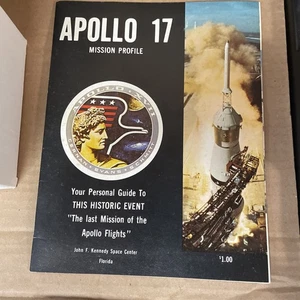 APOLLO 17
MISSION PROFILE
Your Personal Guide To
THIS HISTORIC EVENT
"The last Mission of the
Apollo Flights"
John F. Kennedy Space Center
Florida
$1.00